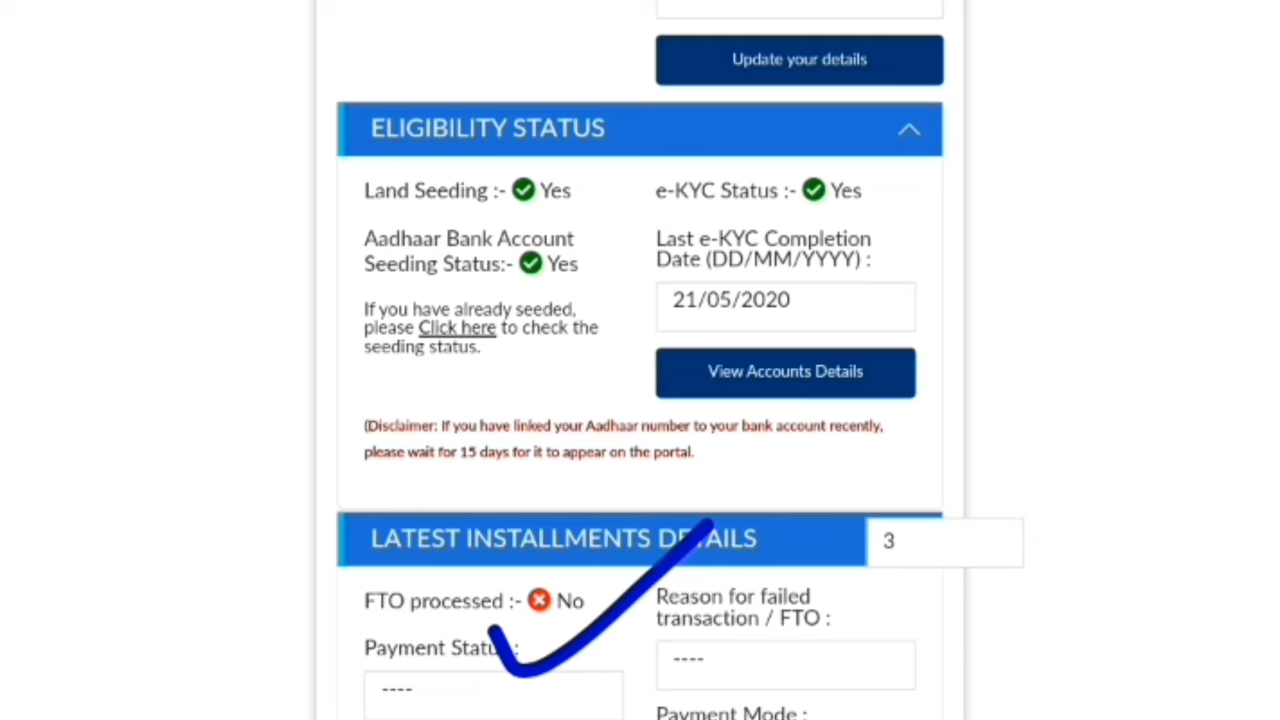 Update your details
ELIGIBILITY STATUS
Land Seeding :- Yes
e-KYC Status :- Yes
Aadhaar Bank Account
Seeding Status:- Yes
Last e-KYC Completion
Date (DD/MM/YYYY) :
21/05/2020
If you have already seeded,
please Click here to check the
seeding status.
View Accounts Details
(Disclaimer: If you have linked your Aadhaar number to your bank account recently,
please wait for 15 days for it to appear on the portal.
LATEST INSTALLMENTS DETAILS
3
FTO processed :- No
Reason for failed
transaction / FTO :
Payment Status :
----
----
Payment Mode :